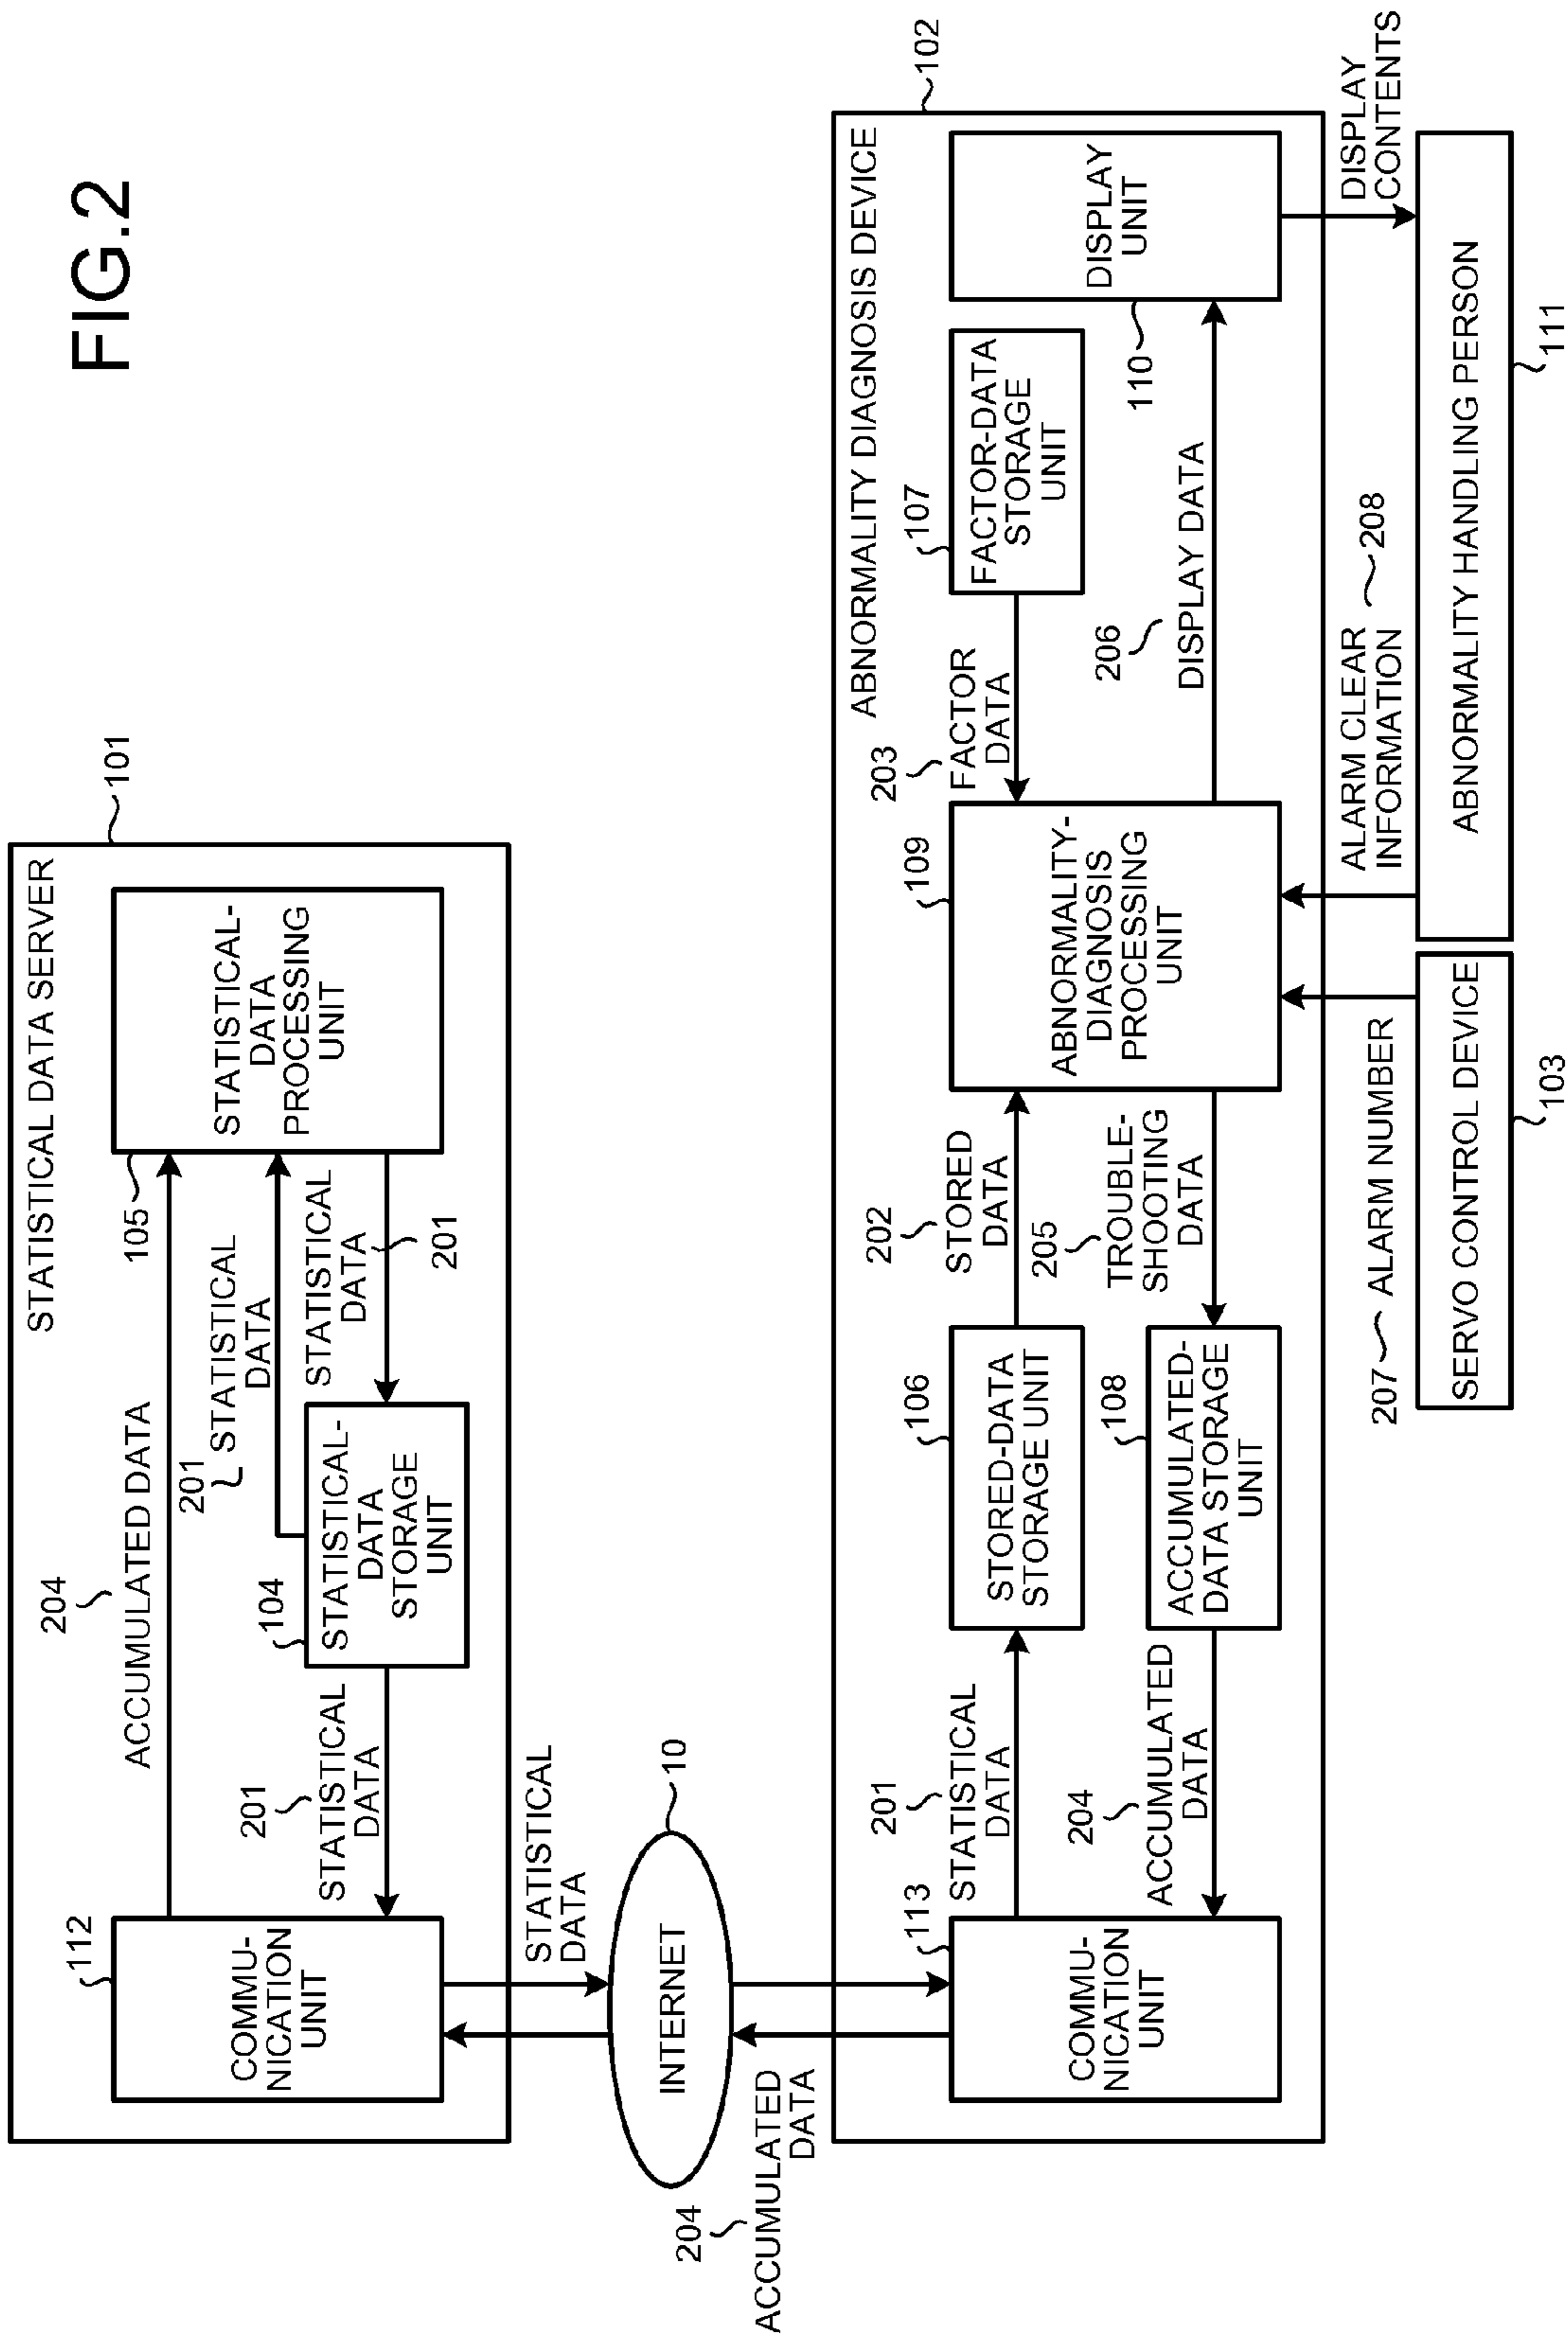 FIG.2
STATISTICAL DATA SERVER
101
204
ACCUMULATED DATA
112
COMMU-
NICATION
UNIT
105
STATISTICAL-
DATA
PROCESSING
UNIT
201
STATISTICAL
DATA
STATISTICAL
DATA
201
104
STATISTICAL-
DATA
STORAGE
UNIT
201
STATISTICAL
DATA
STATISTICAL
DATA
10
INTERNET
204
ACCUMULATED
DATA
102
ABNORMALITY DIAGNOSIS DEVICE
113
COMMU-
NICATION
UNIT
201
STATISTICAL
DATA
106
STORED-DATA
STORAGE UNIT
202
STORED
DATA
109
ABNORMALITY-
DIAGNOSIS
PROCESSING
UNIT
203
FACTOR
DATA
107
FACTOR-DATA
STORAGE
UNIT
DISPLAY
UNIT
110
204
ACCUMULATED
DATA
108
ACCUMULATED-
DATA STORAGE
UNIT
205
TROUBLE-
SHOOTING
DATA
206
DISPLAY DATA
207
ALARM NUMBER
ALARM CLEAR
INFORMATION
208
DISPLAY
CONTENTS
SERVO CONTROL DEVICE
103
ABNORMALITY HANDLING PERSON
111